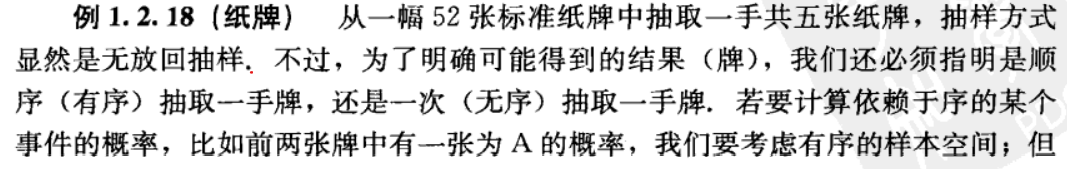 例 1.2.18（纸牌） 从一幅 52 张标准纸牌中抽取一手共五张纸牌，抽样方式
显然是无放回抽样. 不过，为了明确可能得到的结果（牌），我们还必须指明是顺
序（有序）抽取一手牌，还是一次（无序）抽取一手牌. 若要计算依赖于序的某个
事件的概率，比如前两张牌中有一张为 A 的概率，我们要考虑有序的样本空间；但